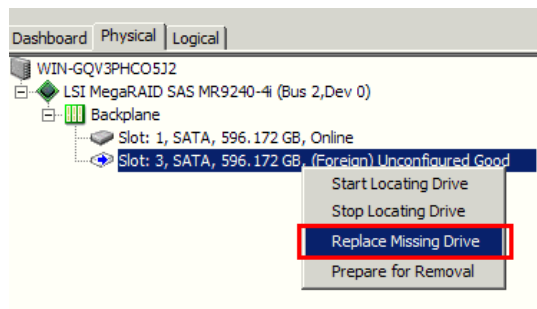 Dashboard Physical Logical
WIN-GQV3PHCO5J2
LSI MegaRAID SAS MR9240-4i (Bus 2,Dev 0)
Backplane
Slot: 1, SATA, 596.172 GB, Online
Slot: 3, SATA, 596.172 GB, (Foreign) Unconfigured Good
Start Locating Drive
Stop Locating Drive
Replace Missing Drive
Prepare for Removal